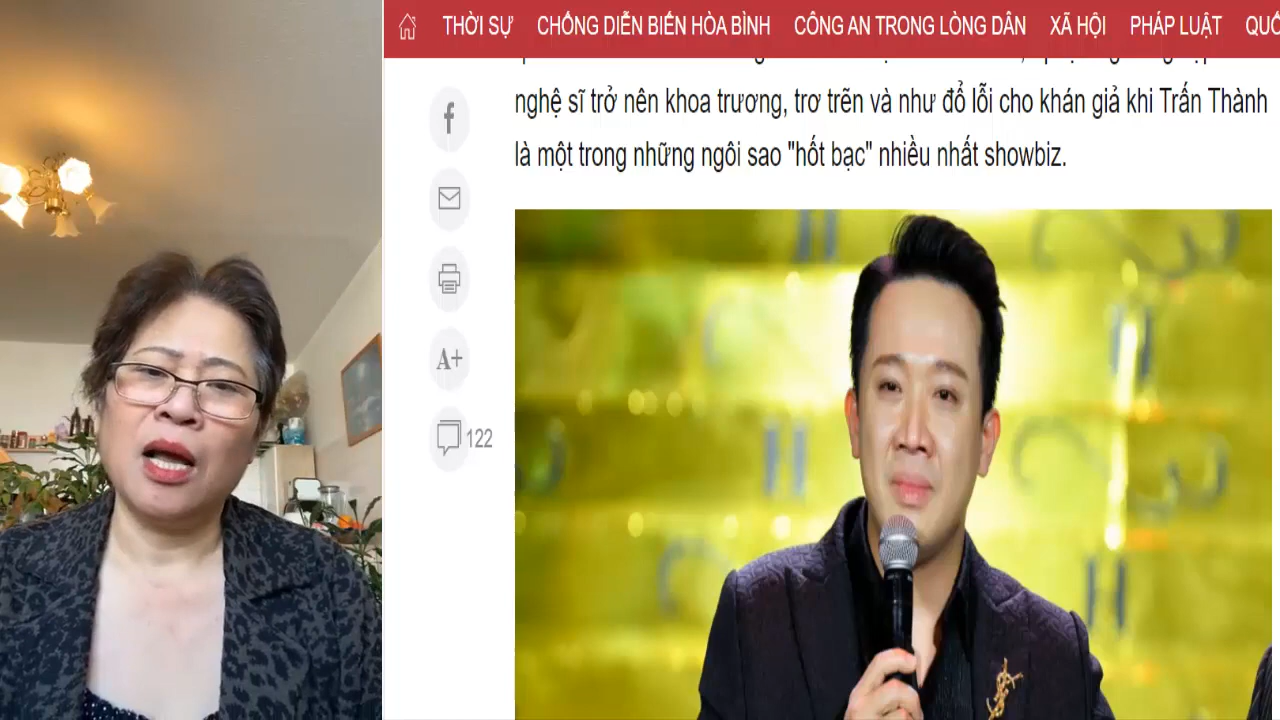 THỜI SỰ CHỐNG DIỄN BIẾN HÒA BÌNH CÔNG AN TRONG LÒNG DÂN XÃ HỘI PHÁP LUẬT
nghệ sĩ trở nên khoa trương, trơ trẽn và như đổ lỗi cho khán giả khi Trấn Thành
là một trong những ngôi sao "hốt bạc" nhiều nhất showbiz.
A+
122